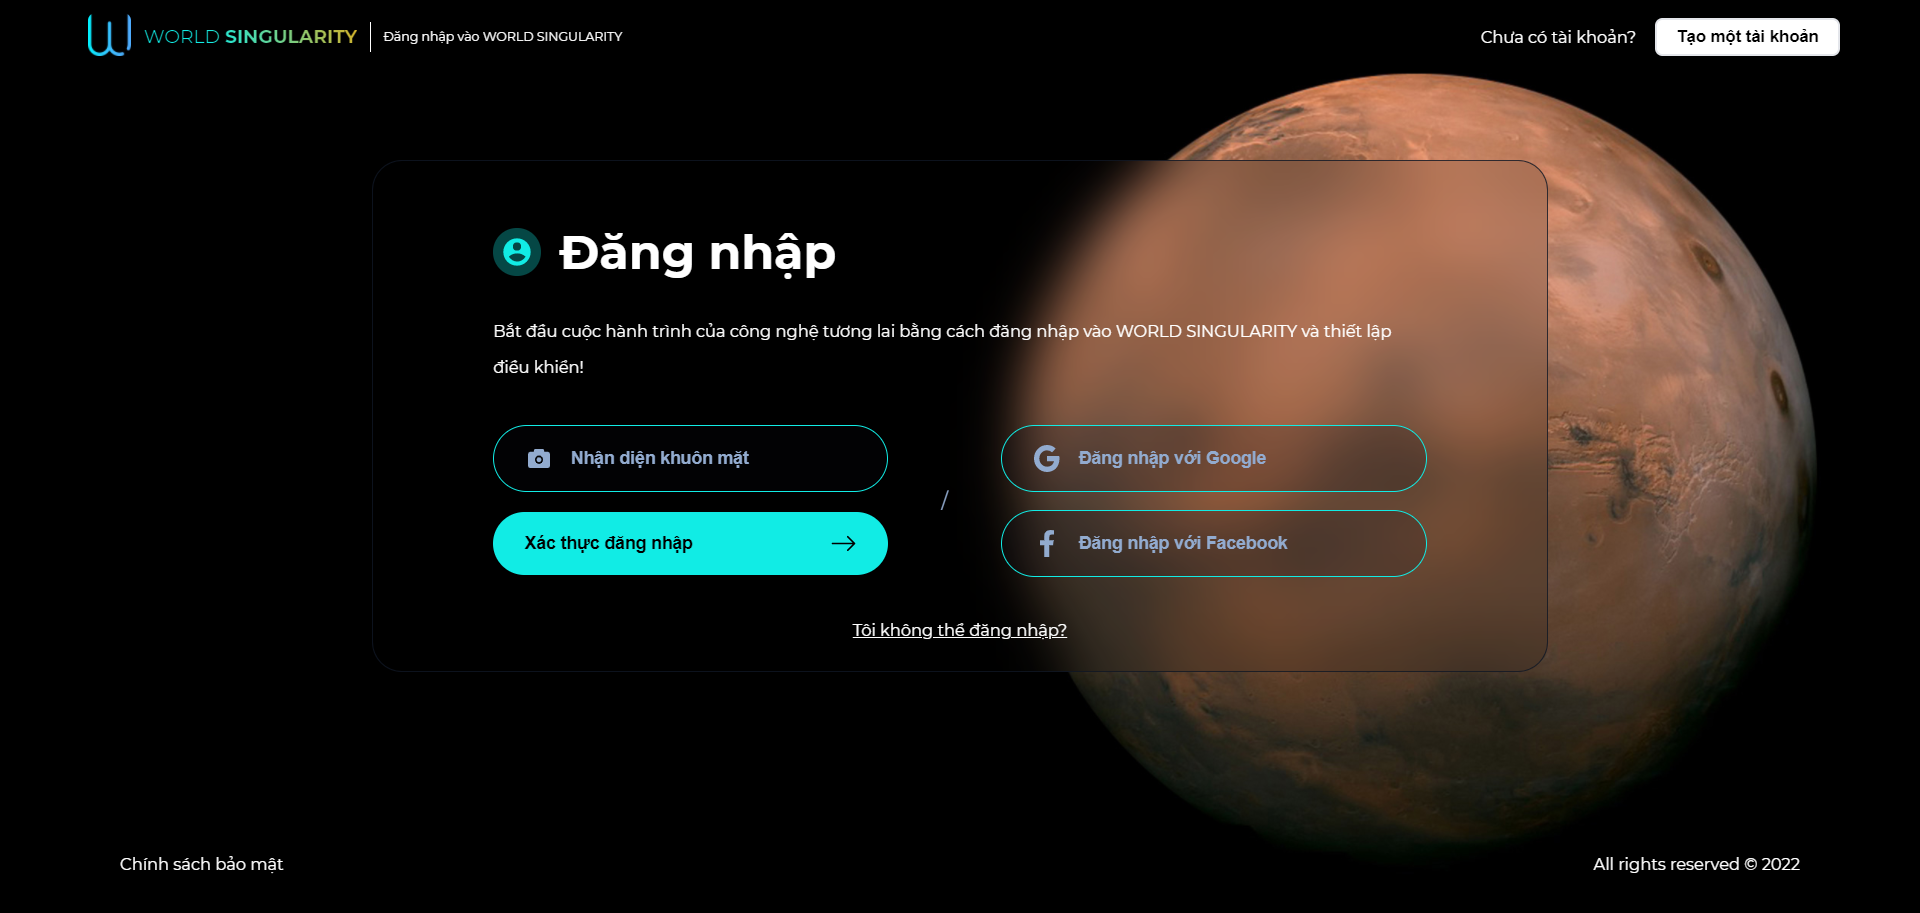 WORLD SINGULARITY
Đăng nhập vào WORLD SINGULARITY
Chưa có tài khoản?
Tạo một tài khoản
Đăng nhập
Bắt đầu cuộc hành trình của công nghệ tương lai bằng cách đăng nhập vào WORLD SINGULARITY và thiết lập
điều khiển!
Nhận diện khuôn mặt
Xác thực đăng nhập
/
Đăng nhập với Google
Đăng nhập với Facebook
Tôi không thể đăng nhập?
Chính sách bảo mật
All rights reserved © 2022